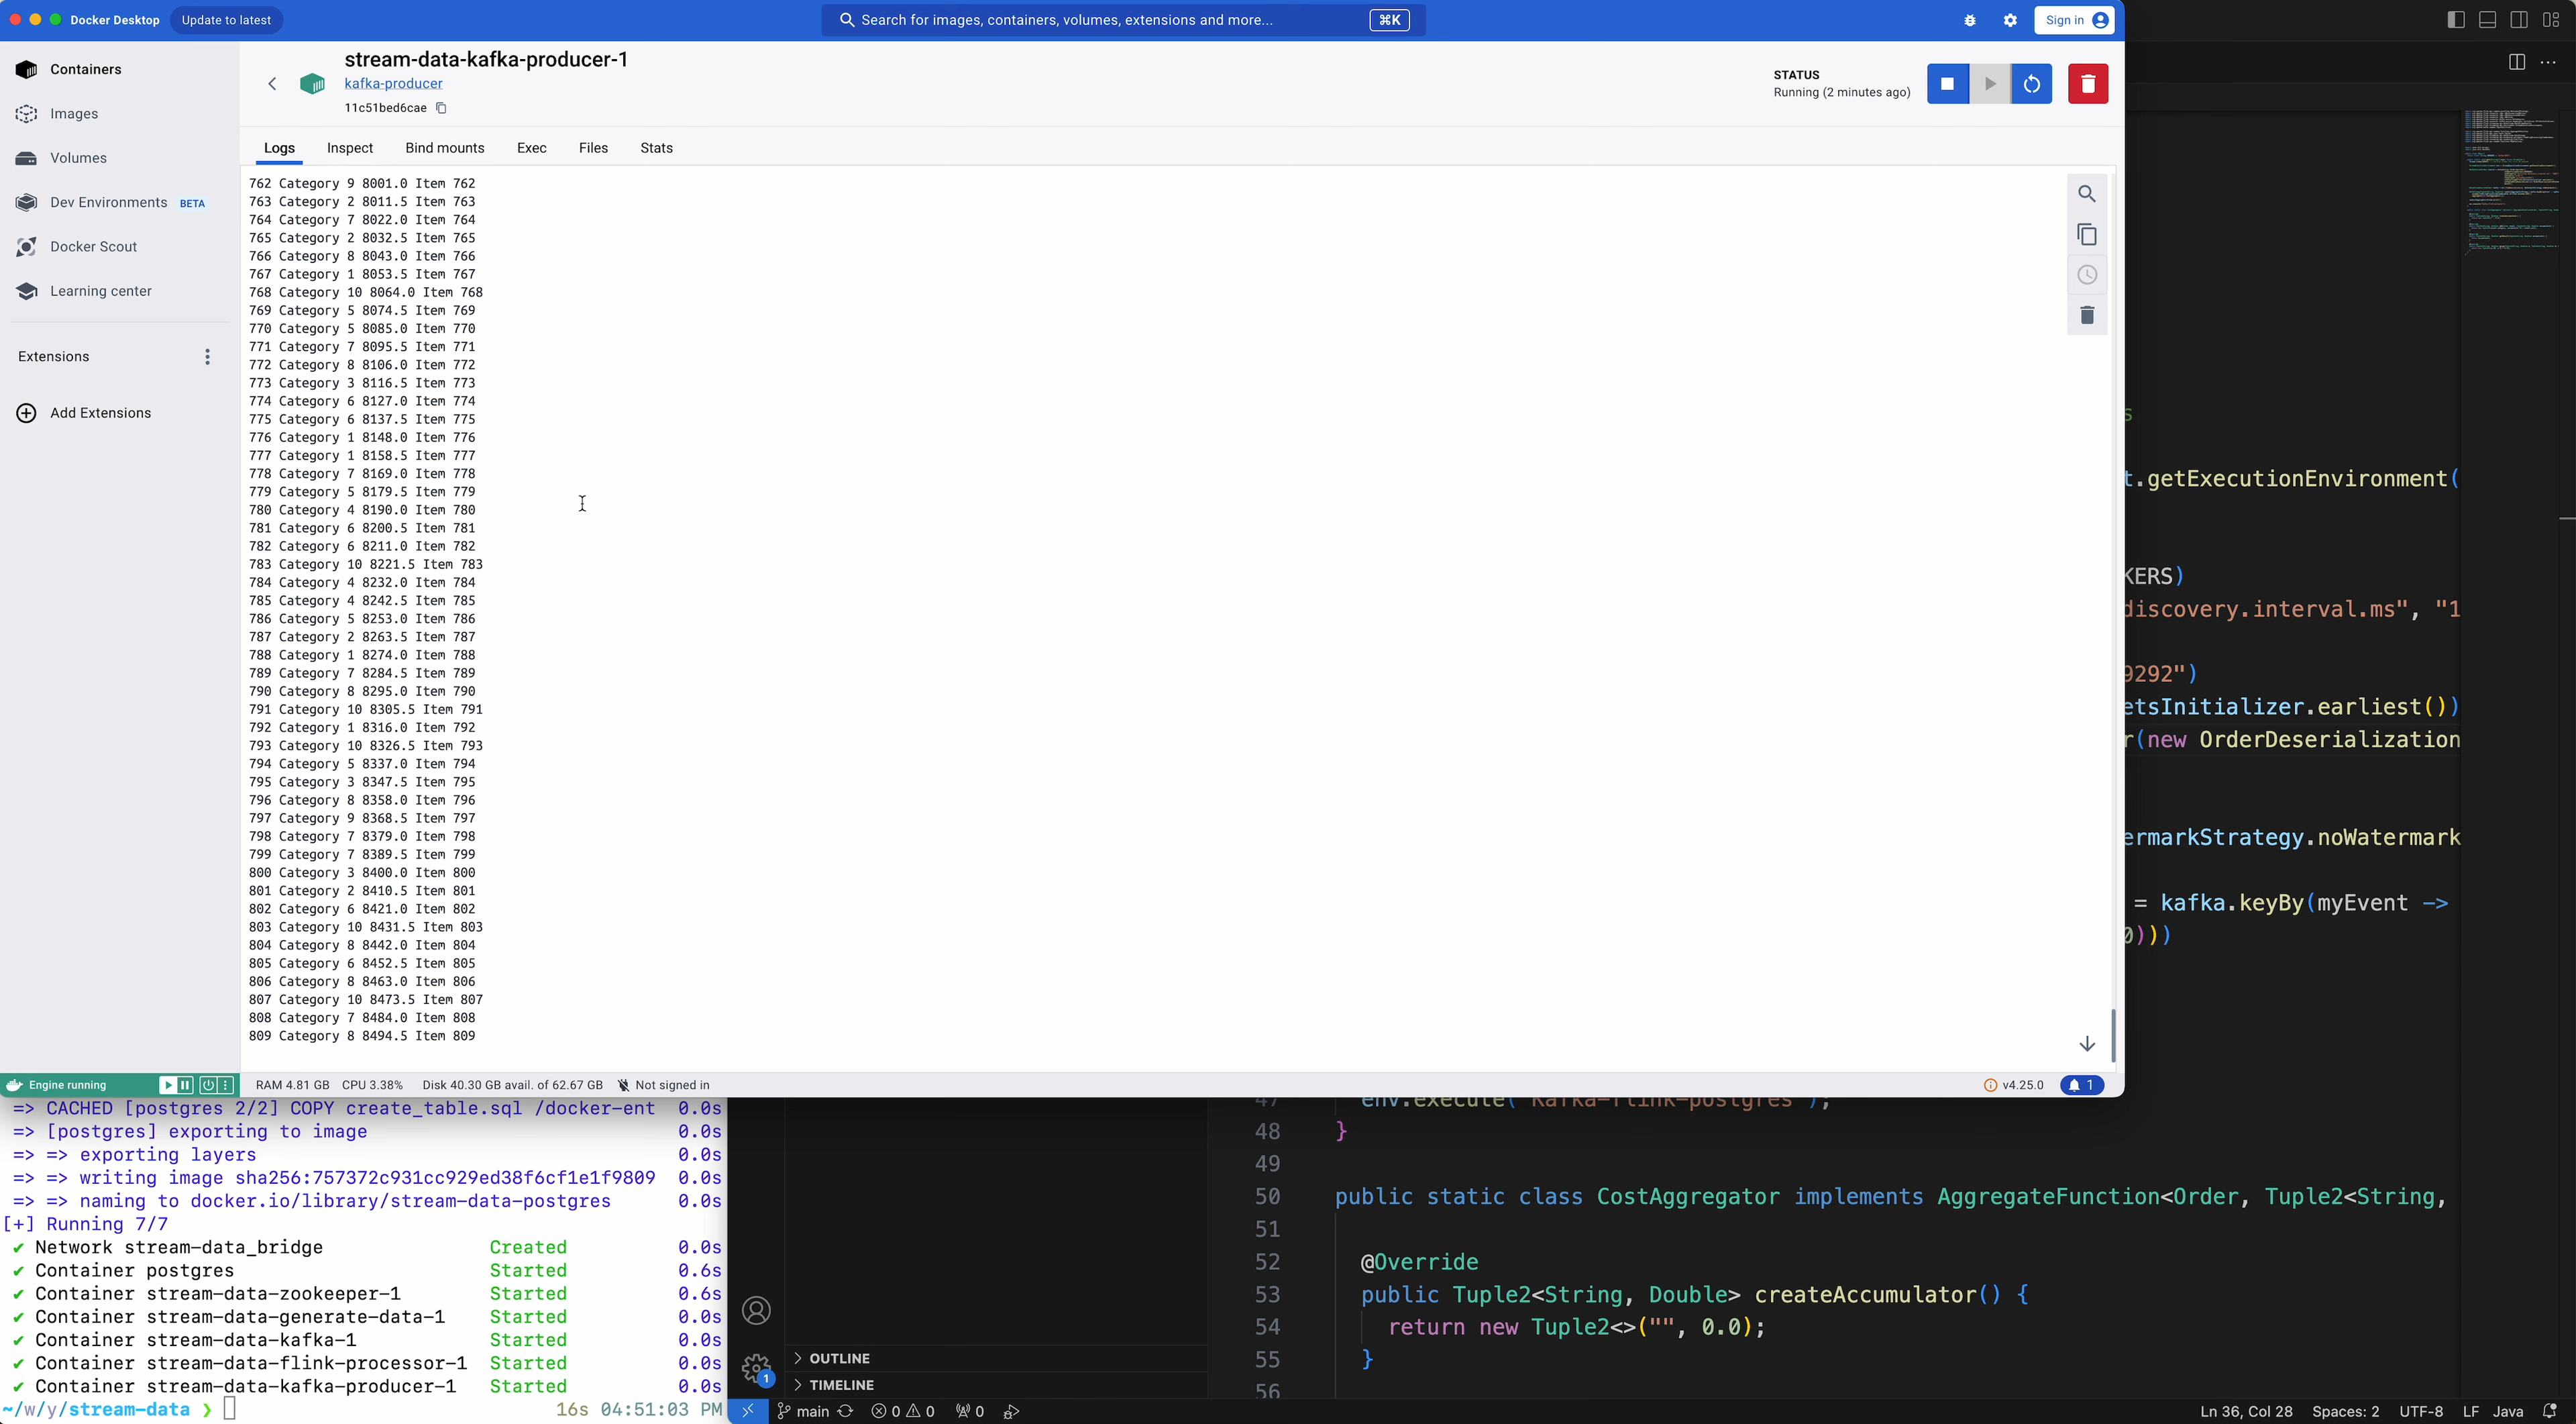 Docker Desktop Update to latest
Search for images, containers, volumes, extensions and more... ⌘K
Sign in
Containers
Images
Volumes
Dev Environments BETA
Docker Scout
Learning center
Extensions
Add Extensions
stream-data-kafka-producer-1
kafka-producer
11c51bed6cae
STATUS
Running (2 minutes ago)
Logs Inspect Bind mounts Exec Files Stats
762 Category 9 8001.0 Item 762
763 Category 2 8011.5 Item 763
764 Category 7 8022.0 Item 764
765 Category 2 8032.5 Item 765
766 Category 8 8043.0 Item 766
767 Category 1 8053.5 Item 767
768 Category 10 8064.0 Item 768
769 Category 5 8074.5 Item 769
770 Category 5 8085.0 Item 770
771 Category 7 8095.5 Item 771
772 Category 8 8106.0 Item 772
773 Category 3 8116.5 Item 773
774 Category 6 8127.0 Item 774
775 Category 6 8137.5 Item 775
776 Category 1 8148.0 Item 776
777 Category 1 8158.5 Item 777
778 Category 7 8169.0 Item 778
779 Category 5 8179.5 Item 779
780 Category 4 8190.0 Item 780
781 Category 6 8200.5 Item 781
782 Category 6 8211.0 Item 782
783 Category 10 8221.5 Item 783
784 Category 4 8232.0 Item 784
785 Category 4 8242.5 Item 785
786 Category 5 8253.0 Item 786
787 Category 2 8263.5 Item 787
788 Category 1 8274.0 Item 788
789 Category 7 8284.5 Item 789
790 Category 8 8295.0 Item 790
791 Category 10 8305.5 Item 791
792 Category 1 8316.0 Item 792
793 Category 10 8326.5 Item 793
794 Category 5 8337.0 Item 794
795 Category 3 8347.5 Item 795
796 Category 8 8358.0 Item 796
797 Category 9 8368.5 Item 797
798 Category 7 8379.0 Item 798
799 Category 7 8389.5 Item 799
800 Category 3 8400.0 Item 800
801 Category 2 8410.5 Item 801
802 Category 6 8421.0 Item 802
803 Category 10 8431.5 Item 803
804 Category 8 8442.0 Item 804
805 Category 6 8452.5 Item 805
806 Category 8 8463.0 Item 806
807 Category 10 8473.5 Item 807
808 Category 7 8484.0 Item 808
809 Category 8 8494.5 Item 809
Engine running
RAM 4.81 GB CPU 3.38% Disk 40.30 GB avail. of 62.67 GB Not signed in
v4.25.0 1
s
t.getExecutionEnvironment(
KERS)
discovery.interval.ms", "1
9292")
etsInitializer.earliest())
r(new OrderDeserialization
ermarkStrategy.noWatermark
= kafka.keyBy(myEvent ->
0)))
=> CACHED [postgres 2/2] COPY create_table.sql /docker-ent 0.0s
=> [postgres] exporting to image 0.0s
=> => exporting layers 0.0s
=> => writing image sha256:757372c931cc929ed38f6cf1e1f9809 0.0s
=> => naming to docker.io/library/stream-data-postgres 0.0s
[+] Running 7/7
✔ Network stream-data_bridge Created 0.0s
✔ Container postgres Started 0.6s
✔ Container stream-data-zookeeper-1 Started 0.6s
✔ Container stream-data-generate-data-1 Started 0.0s
✔ Container stream-data-kafka-1 Started 0.0s
✔ Container stream-data-flink-processor-1 Started 0.0s
✔ Container stream-data-kafka-producer-1 Started 0.0s
~/w/y/stream-data ❯ 16s 04:51:03 PM
47 env.execute("Kafka-flink-postgres");
48 }
49
50 public static class CostAggregator implements AggregateFunction<Order, Tuple2<String,
51
52 @Override
53 public Tuple2<String, Double> createAccumulator() {
54 return new Tuple2<>("", 0.0);
55 }
56
OUTLINE
TIMELINE
1
main 0 0 0
Ln 36, Col 28 Spaces: 2 UTF-8 LF Java